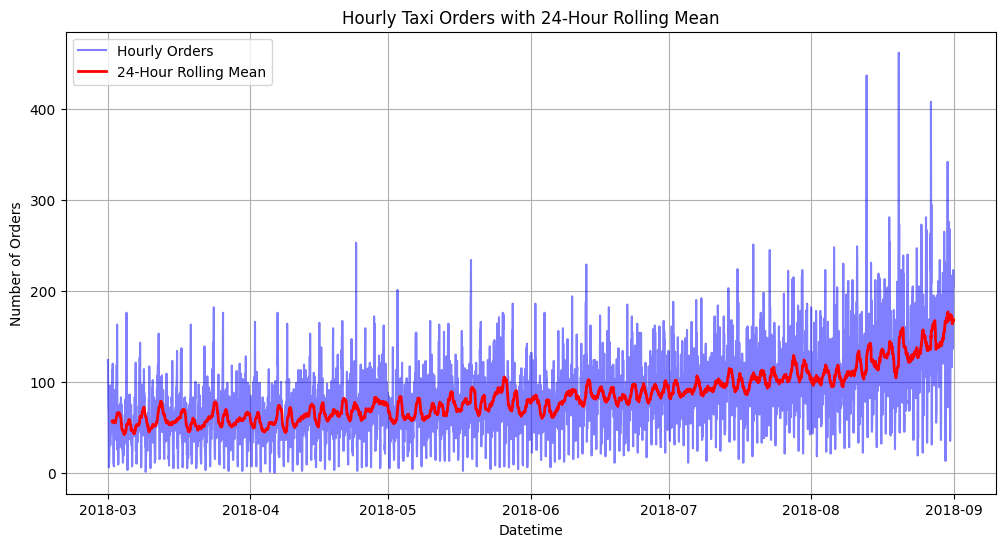 Hourly Taxi Orders with 24-Hour Rolling Mean
Hourly Orders
24-Hour Rolling Mean
Number of Orders
400
300
200
100
0
2018-03 2018-04 2018-05 2018-06 2018-07 2018-08 2018-09
Datetime